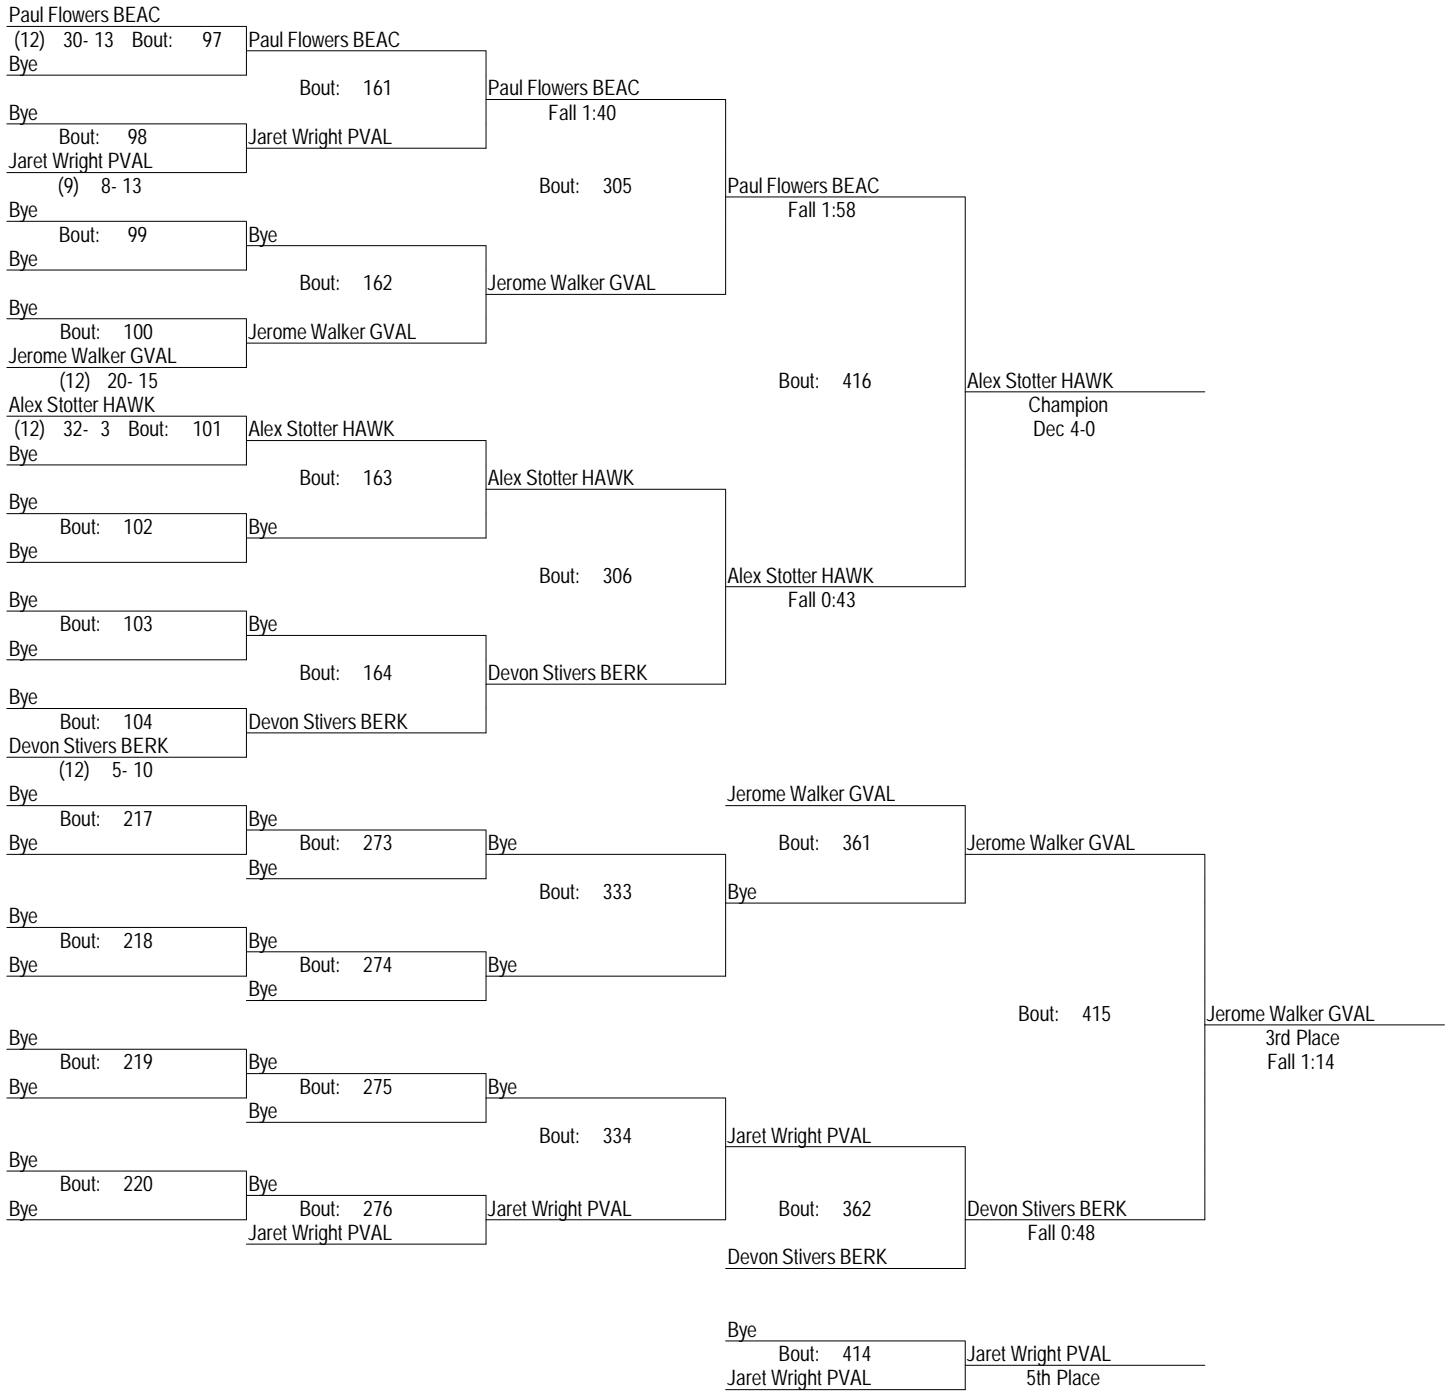 Paul Flowers BEAC
(12) 30- 13 Bout: 97 Paul Flowers BEAC
Bye
Bout: 161 Paul Flowers BEAC
Bye Fall 1:40
Bout: 98 Jaret Wright PVAL
Jaret Wright PVAL
(9) 8- 13 Bout: 305 Paul Flowers BEAC
Bye Fall 1:58
Bout: 99 Bye
Bye
Bout: 162 Jerome Walker GVAL
Bye
Bout: 100 Jerome Walker GVAL
Jerome Walker GVAL
(12) 20- 15 Bout: 416 Alex Stotter HAWK
Alex Stotter HAWK Champion
(12) 32- 3 Bout: 101 Alex Stotter HAWK Dec 4-0
Bye
Bout: 163 Alex Stotter HAWK
Bye
Bout: 102 Bye
Bye
Bout: 306 Alex Stotter HAWK
Bye Fall 0:43
Bout: 103 Bye
Bye
Bout: 164 Devon Stivers BERK
Bye
Bout: 104 Devon Stivers BERK
Devon Stivers BERK
(12) 5- 10
Bye Jerome Walker GVAL
Bout: 217 Bye
Bye Bout: 273 Bye Bout: 361 Jerome Walker GVAL
Bye
Bout: 333 Bye
Bye
Bout: 218 Bye
Bye Bout: 274 Bye
Bye
Bout: 415 Jerome Walker GVAL
Bye 3rd Place
Bout: 219 Bye Fall 1:14
Bye Bout: 275 Bye
Bye
Bout: 334 Jaret Wright PVAL
Bye
Bout: 220 Bye
Bye Bout: 276 Jaret Wright PVAL Bout: 362 Devon Stivers BERK
Jaret Wright PVAL Fall 0:48
Devon Stivers BERK
Bye
Bout: 414 Jaret Wright PVAL
Jaret Wright PVAL 5th Place